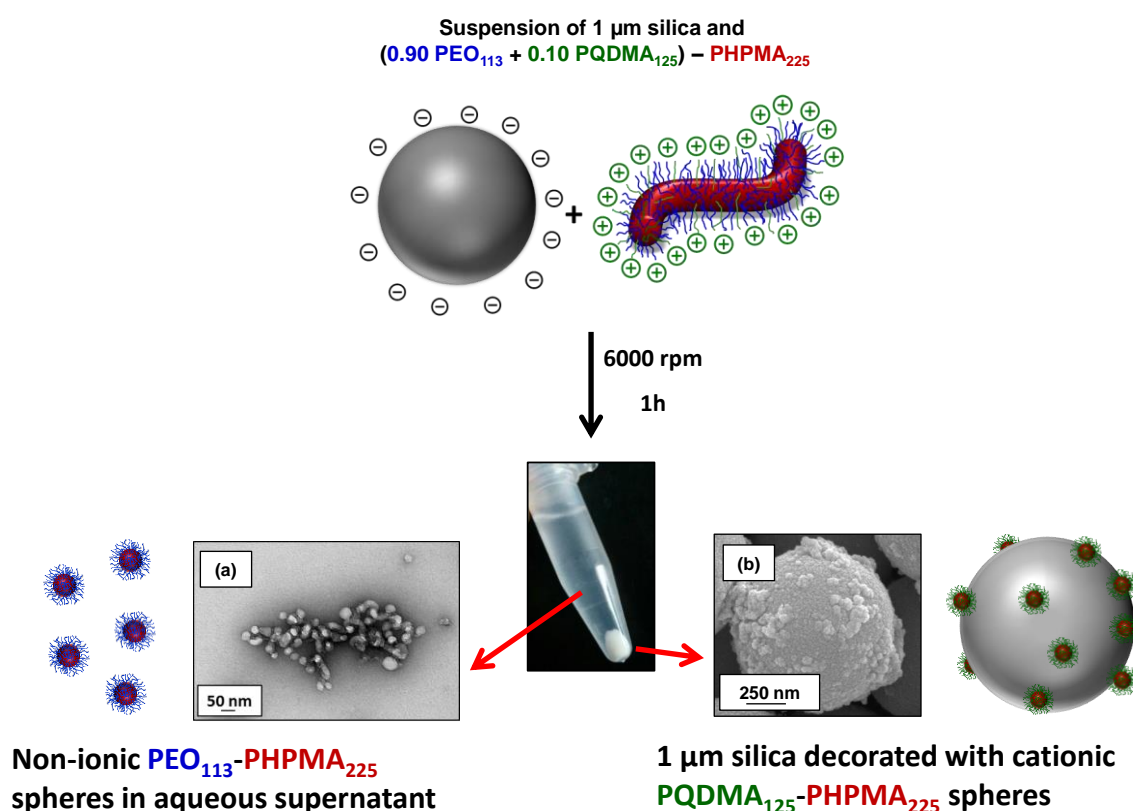 Suspension of 1 µm silica and
(0.90 PEO113 + 0.10 PQDMA125) – PHPMA225
+
6000 rpm
1h
(a)
50 nm
(b)
250 nm
Non-ionic PEO113-PHPMA225
spheres in aqueous supernatant
1 µm silica decorated with cationic
PQDMA125-PHPMA225 spheres